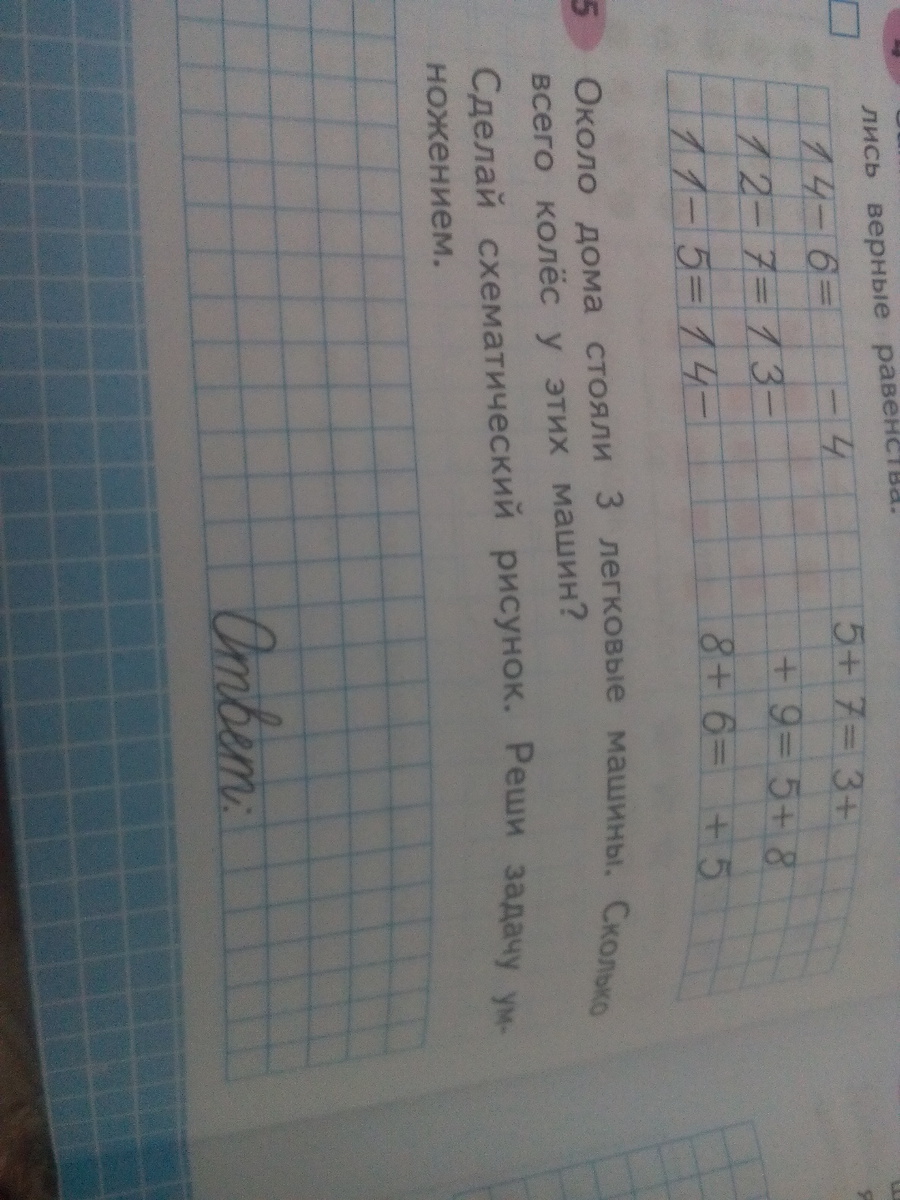 4
лись верные равенства.
14-6= -4 5+7=3+
12-7=13- +9=5+8
11-5=14- 8+6= +5
5 Около дома стояли 3 легковые машины. Сколько
всего колёс у этих машин?
Сделай схематический рисунок. Реши задачу ум-
ножением.
Ответ: